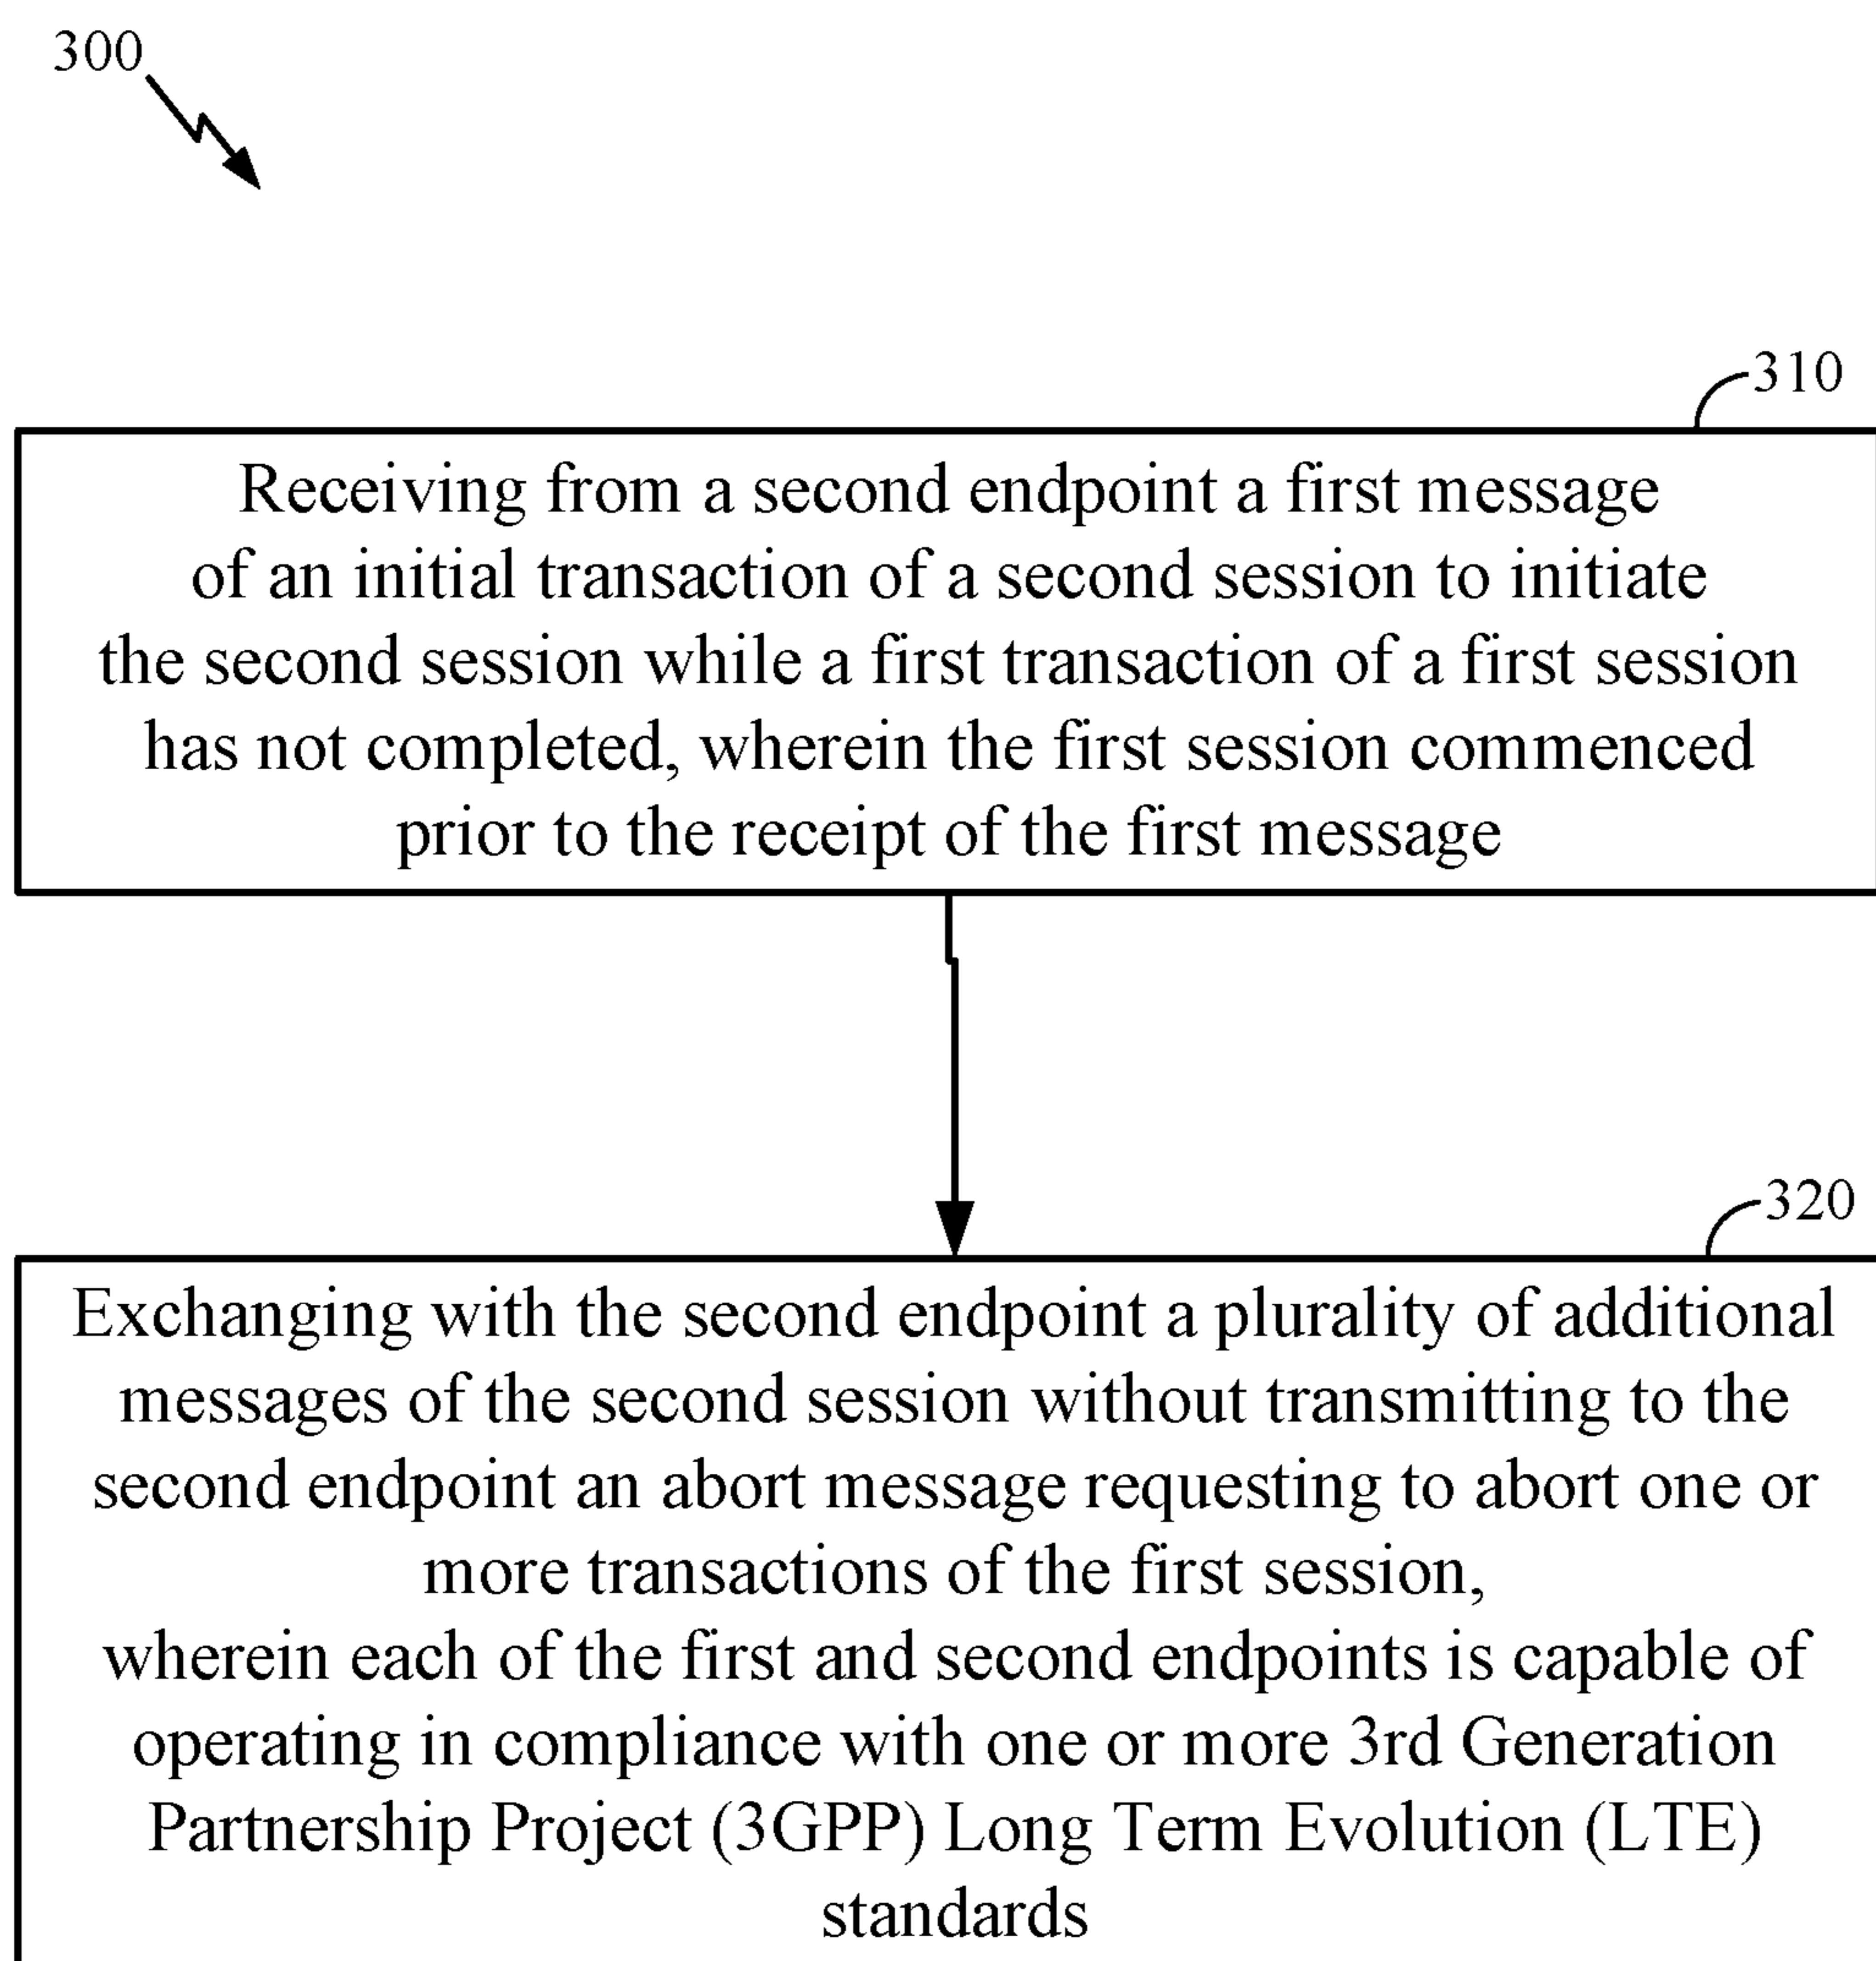 300
310
Receiving from a second endpoint a first message
of an initial transaction of a second session to initiate
the second session while a first transaction of a first session
has not completed, wherein the first session commenced
prior to the receipt of the first message
320
Exchanging with the second endpoint a plurality of additional
messages of the second session without transmitting to the
second endpoint an abort message requesting to abort one or
more transactions of the first session,
wherein each of the first and second endpoints is capable of
operating in compliance with one or more 3rd Generation
Partnership Project (3GPP) Long Term Evolution (LTE)
standards